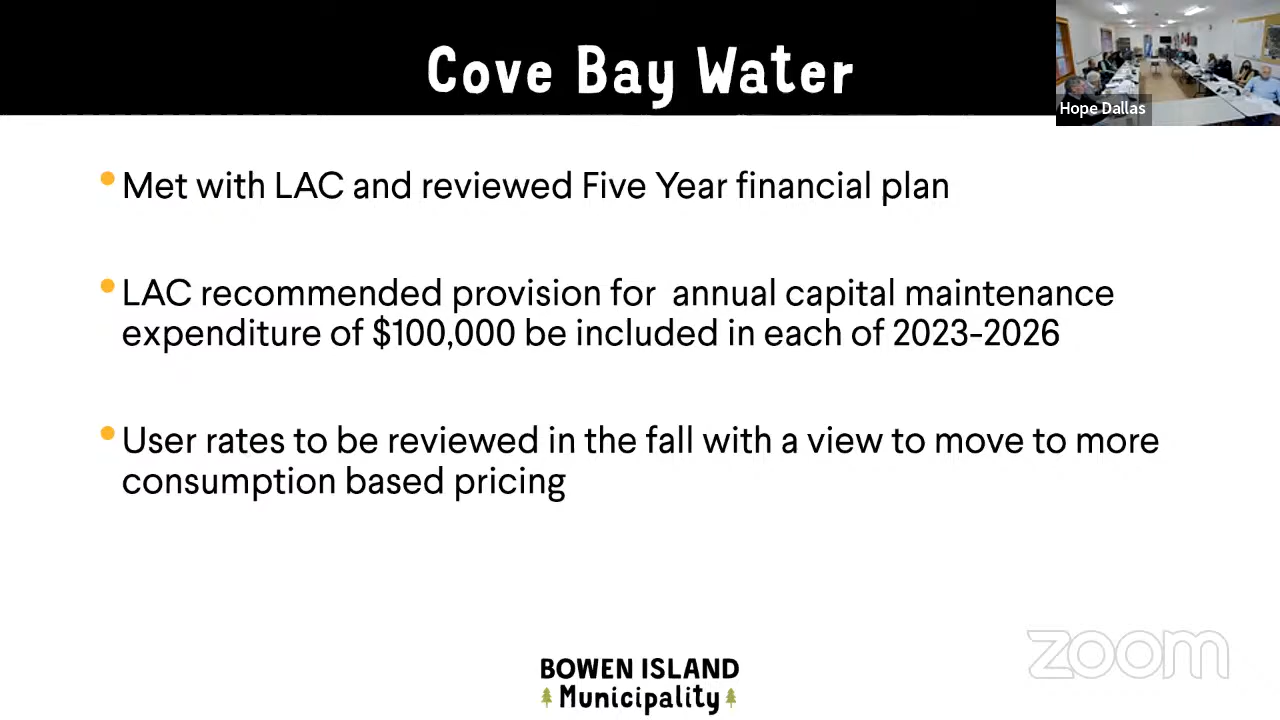 Cove Bay Water
Hope Dallas
•Met with LAC and reviewed Five Year financial plan
•LAC recommended provision for annual capital maintenance
expenditure of $100,000 be included in each of 2023-2026
•User rates to be reviewed in the fall with a view to move to more
consumption based pricing
zoom
BOWEN ISLAND
Municipality